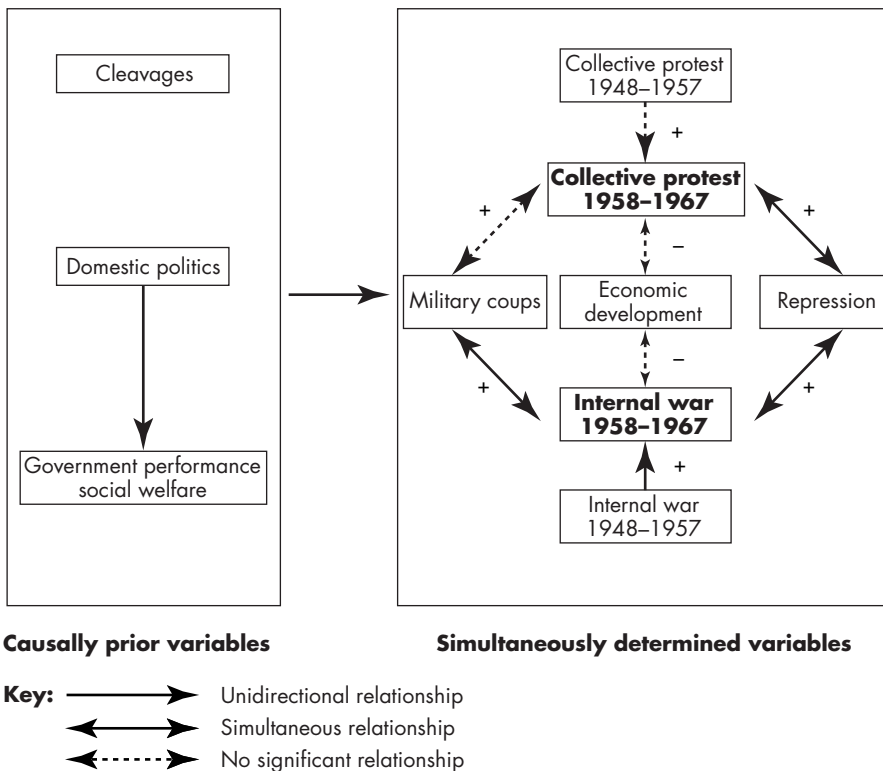 Cleavages
Domestic politics
Government performance
social welfare
Collective protest
1948–1957
+
Collective protest
1958–1967
+
+
–
Military coups
Economic
development
Repression
–
+
+
Internal war
1958–1967
+
Internal war
1948–1957
Causally prior variables
Simultaneously determined variables
Key:
Unidirectional relationship
Simultaneous relationship
No significant relationship